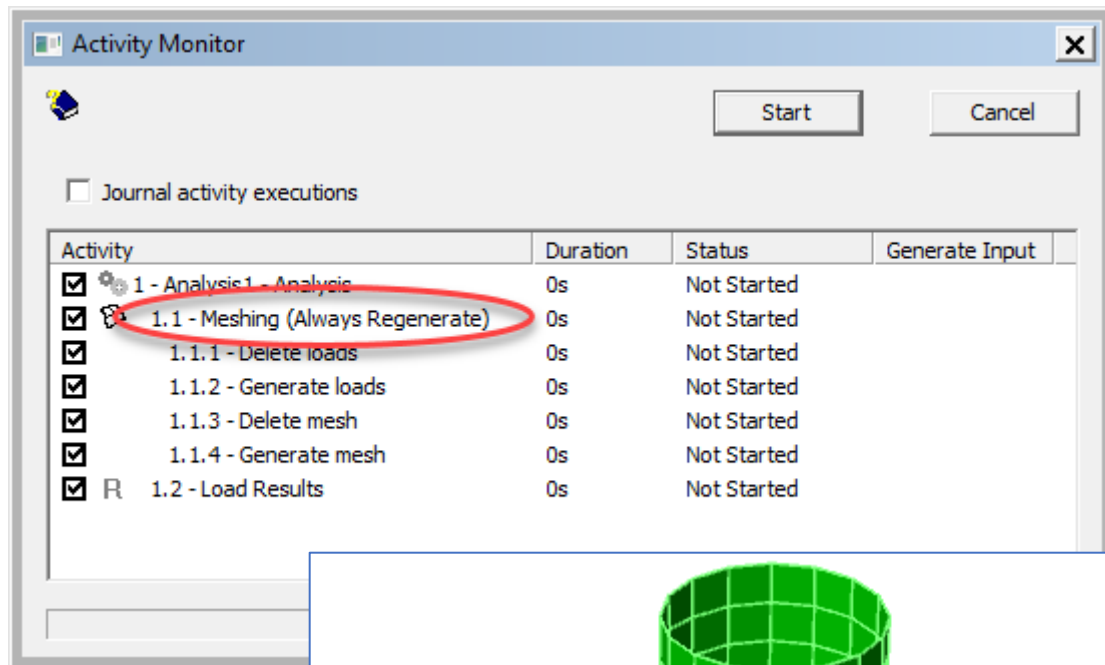 Activity Monitor
Start Cancel
Journal activity executions
Activity Duration Status Generate Input
1 - Analysis1 - Analysis 0s Not Started
1.1 - Meshing (Always Regenerate) 0s Not Started
1.1.1 - Delete loads 0s Not Started
1.1.2 - Generate loads 0s Not Started
1.1.3 - Delete mesh 0s Not Started
1.1.4 - Generate mesh 0s Not Started
R 1.2 - Load Results 0s Not Started